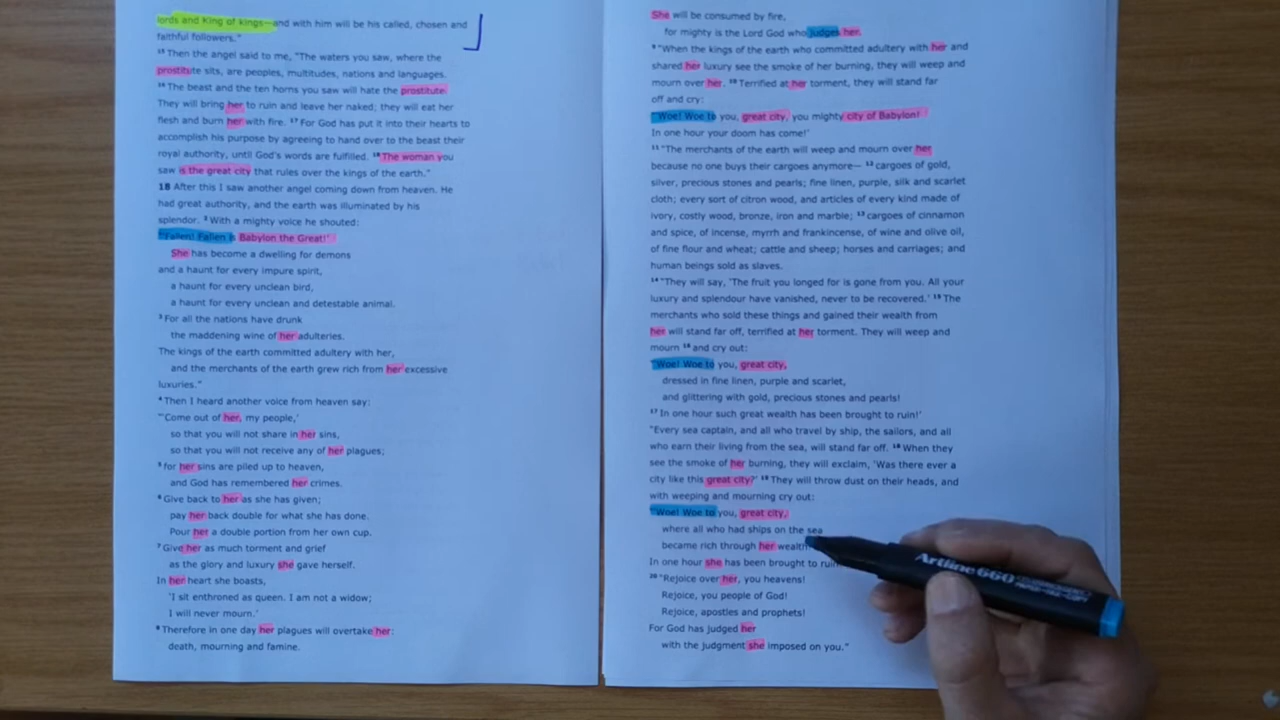 lords and King of kings—and with him will be his called, chosen and
faithful followers."
15 Then the angel said to me, "The waters you saw, where the
prostitute sits, are peoples, multitudes, nations and languages.
16 The beast and the ten horns you saw will hate the prostitute.
They will bring her to ruin and leave her naked; they will eat her
flesh and burn her with fire. 17 For God has put it into their hearts to
accomplish his purpose by agreeing to hand over to the beast their
royal authority, until God's words are fulfilled. 18 The woman you
saw is the great city that rules over the kings of the earth."
18 After this I saw another angel coming down from heaven. He
had great authority, and the earth was illuminated by his
splendor. 2 With a mighty voice he shouted:
"'Fallen! Fallen is Babylon the Great!'
She has become a dwelling for demons
and a haunt for every impure spirit,
a haunt for every unclean bird,
a haunt for every unclean and detestable animal.
3 For all the nations have drunk
the maddening wine of her adulteries.
The kings of the earth committed adultery with her,
and the merchants of the earth grew rich from her excessive
luxuries."
4 Then I heard another voice from heaven say:
"'Come out of her, my people,'
so that you will not share in her sins,
so that you will not receive any of her plagues;
5 for her sins are piled up to heaven,
and God has remembered her crimes.
6 Give back to her as she has given;
pay her back double for what she has done.
Pour her a double portion from her own cup.
7 Give her as much torment and grief
as the glory and luxury she gave herself.
In her heart she boasts,
'I sit enthroned as queen. I am not a widow;
I will never mourn.'
8 Therefore in one day her plagues will overtake her:
death, mourning and famine.
She will be consumed by fire,
for mighty is the Lord God who judges her.
9 "When the kings of the earth who committed adultery with her and
shared her luxury see the smoke of her burning, they will weep and
mourn over her. 10 Terrified at her torment, they will stand far
off and cry:
"'Woe! Woe to you, great city, you mighty city of Babylon!
In one hour your doom has come!'
11 "The merchants of the earth will weep and mourn over her
because no one buys their cargoes anymore— 12 cargoes of gold,
silver, precious stones and pearls; fine linen, purple, silk and scarlet
cloth; every sort of citron wood, and articles of every kind made of
ivory, costly wood, bronze, iron and marble; 13 cargoes of cinnamon
and spice, of incense, myrrh and frankincense, of wine and olive oil,
of fine flour and wheat; cattle and sheep; horses and carriages; and
human beings sold as slaves.
14 "They will say, 'The fruit you longed for is gone from you. All your
luxury and splendour have vanished, never to be recovered.' 15 The
merchants who sold these things and gained their wealth from
her will stand far off, terrified at her torment. They will weep and
mourn 16 and cry out:
"'Woe! Woe to you, great city,
dressed in fine linen, purple and scarlet,
and glittering with gold, precious stones and pearls!
17 In one hour such great wealth has been brought to ruin!'
"Every sea captain, and all who travel by ship, the sailors, and all
who earn their living from the sea, will stand far off. 18 When they
see the smoke of her burning, they will exclaim, 'Was there ever a
city like this great city?' 19 They will throw dust on their heads, and
with weeping and mourning cry out:
"'Woe! Woe to you, great city,
where all who had ships on the sea
became rich through her wealth
In one hour she has been brought to ruin
20 "Rejoice over her, you heavens!
Rejoice, you people of God!
Rejoice, apostles and prophets!
For God has judged her
with the judgment she imposed on you."
Artline 660